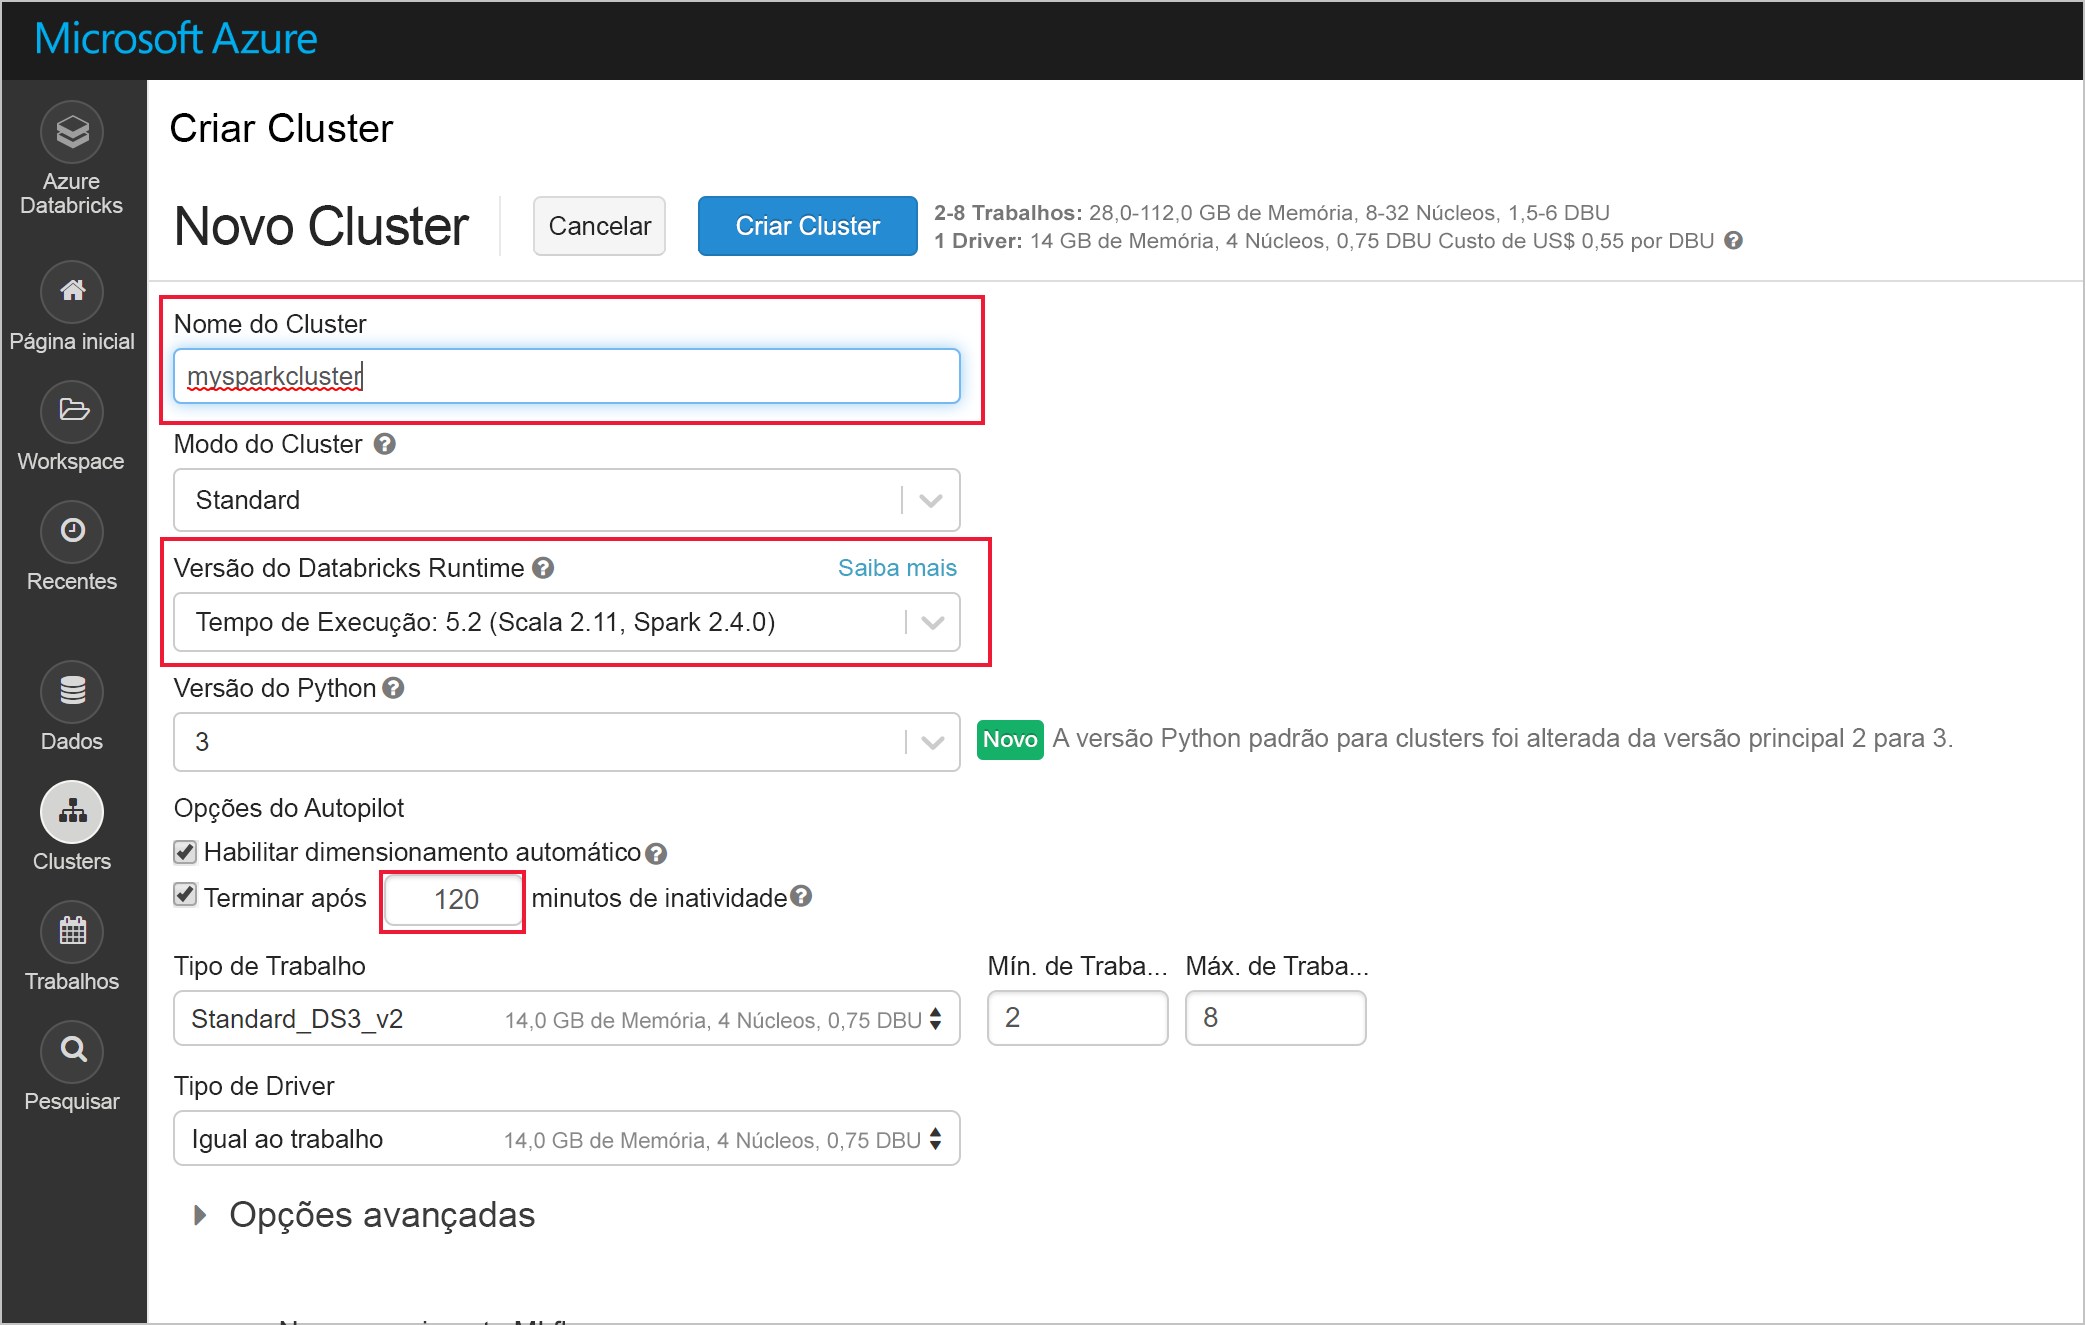 Microsoft Azure
Azure
Databricks
Página inicial
Workspace
Recentes
Dados
Clusters
Trabalhos
Pesquisar
Criar Cluster
Novo Cluster
Cancelar
Criar Cluster
2-8 Trabalhos: 28,0-112,0 GB de Memória, 8-32 Núcleos, 1,5-6 DBU
1 Driver: 14 GB de Memória, 4 Núcleos, 0,75 DBU Custo de US$ 0,55 por DBU
Nome do Cluster
mysparkcluster
Modo do Cluster
Standard
Versão do Databricks Runtime
Saiba mais
Tempo de Execução: 5.2 (Scala 2.11, Spark 2.4.0)
Versão do Python
3
Novo A versão Python padrão para clusters foi alterada da versão principal 2 para 3.
Opções do Autopilot
Habilitar dimensionamento automático
Terminar após 120 minutos de inatividade
Tipo de Trabalho
Mín. de Traba...
Máx. de Traba...
Standard_DS3_v2 14,0 GB de Memória, 4 Núcleos, 0,75 DBU
2
8
Tipo de Driver
Igual ao trabalho 14,0 GB de Memória, 4 Núcleos, 0,75 DBU
Opções avançadas